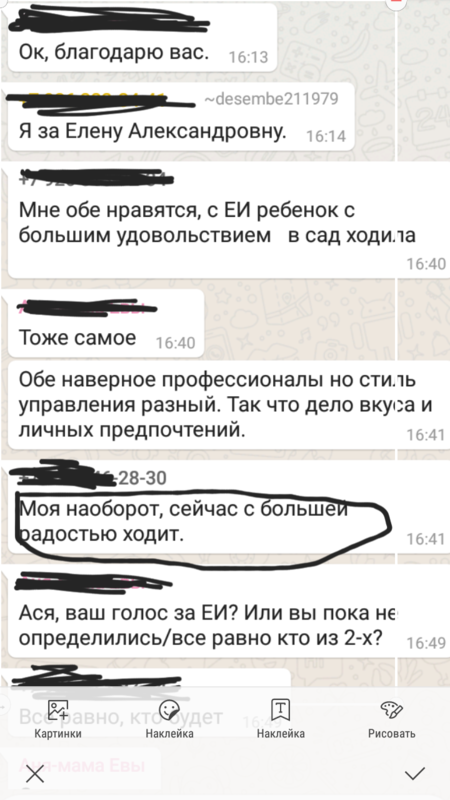 Ок, благодарю вас.
16:13
~desembe211979
Я за Елену Александровну.
16:14
Мне обе нравятся, с ЕИ ребенок с
большим удовольствием в сад ходила
16:40
Тоже самое
16:40
Обе наверное профессионалы но стиль
управления разный. Так что дело вкуса и
личных предпочтений.
16:41
-28-30
Моя наоборот, сейчас с большей
радостью ходит.
16:41
Ася, ваш голос за ЕИ? Или вы пока не
определились/все равно кто из 2-х?
16:49
Все равно, кто будет
Картинки
Наклейка
Наклейка
Рисовать
Аня-мама Евы